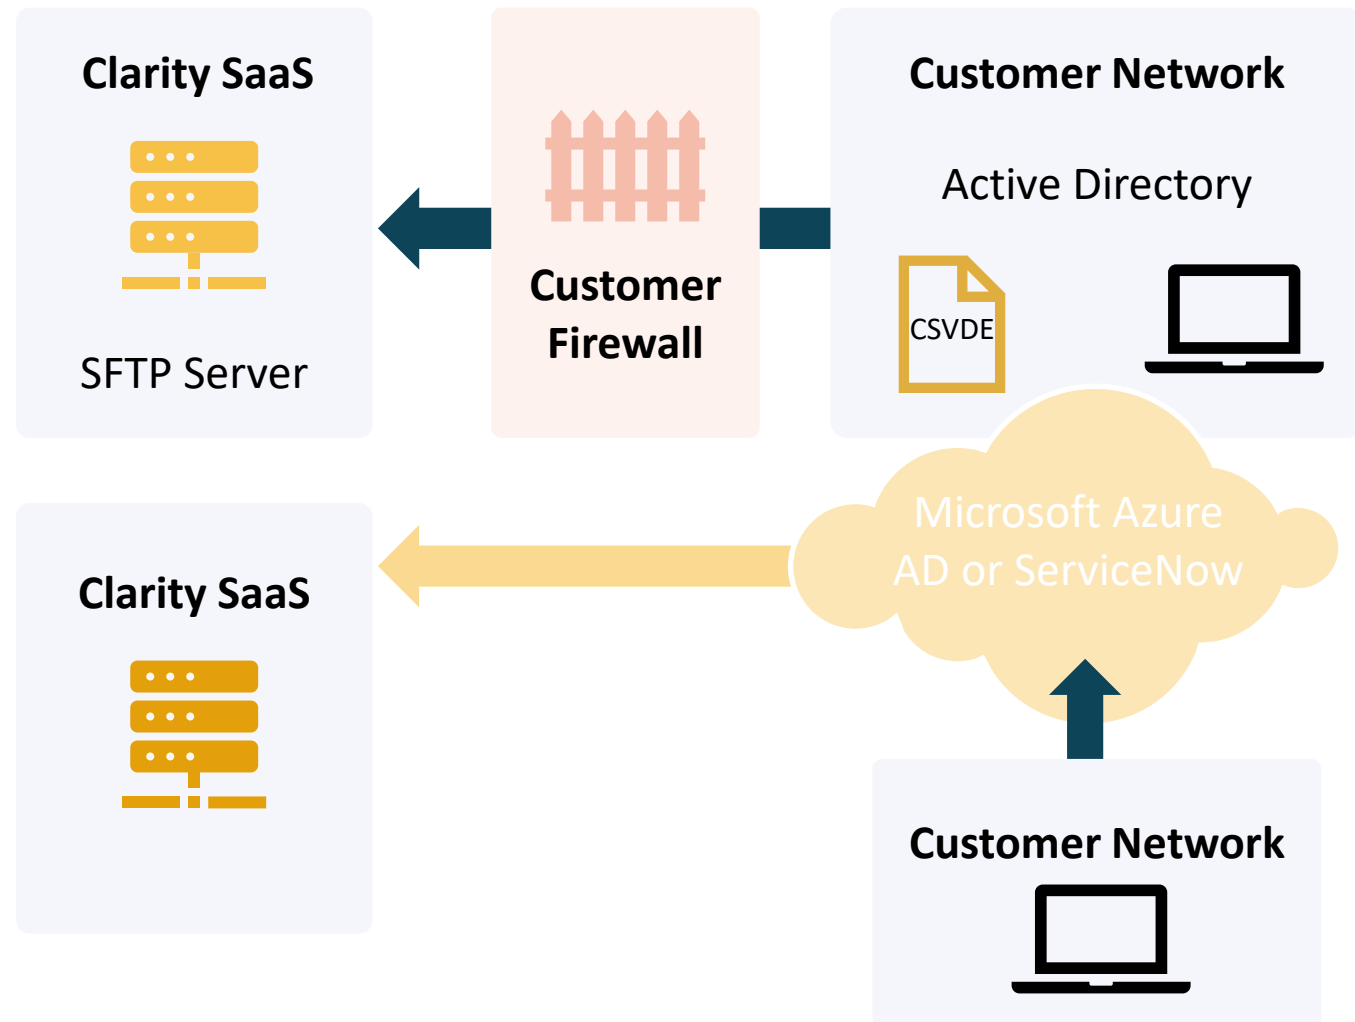 Clarity SaaS
SFTP Server
Customer
Firewall
Customer Network
Active Directory
CSVDE
Clarity SaaS
Microsoft Azure
AD or ServiceNow
Customer Network